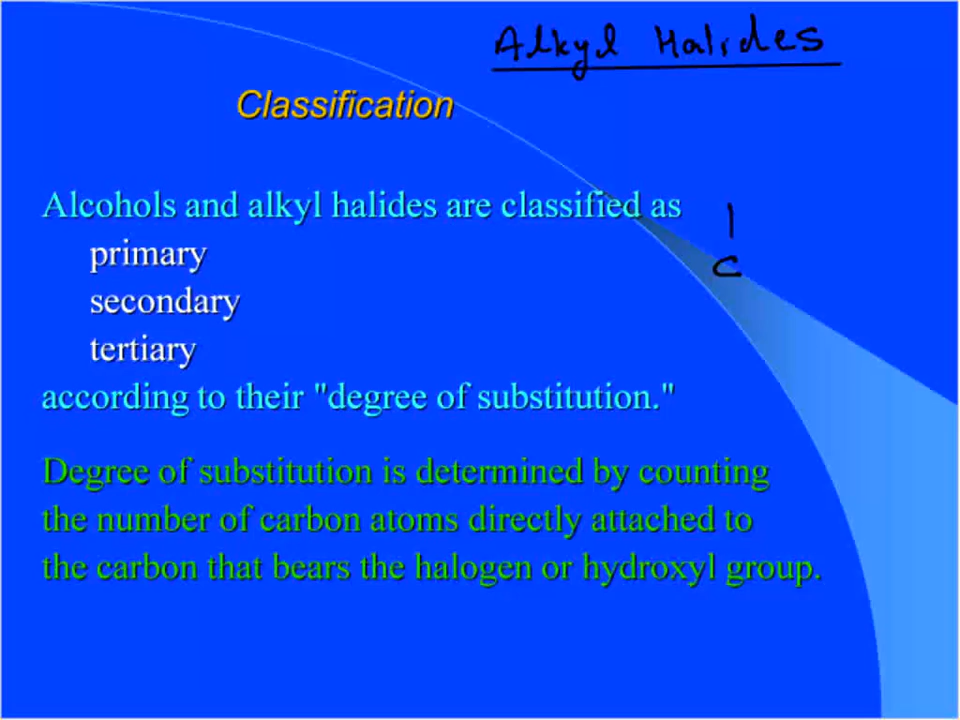 Alkyl Halides
Classification
Alcohols and alkyl halides are classified as
primary
secondary
tertiary
according to their "degree of substitution."
Degree of substitution is determined by counting
the number of carbon atoms directly attached to
the carbon that bears the halogen or hydroxyl group.
C